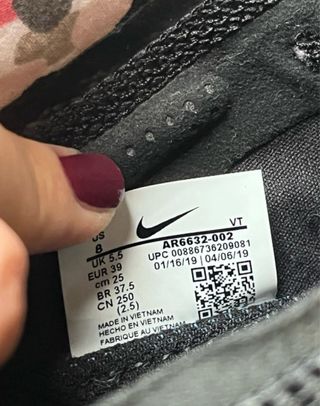 US
8
UK 5.5
EUR 39
cm 25
BR 37.5
CN 250
(2.5)
VT
AR6632-002
UPC 00886736209081
01/16/19 | 04/06/19
MADE IN VIETNAM
HECHO EN VIETNAM
FABRIQUE AU VIETNAM